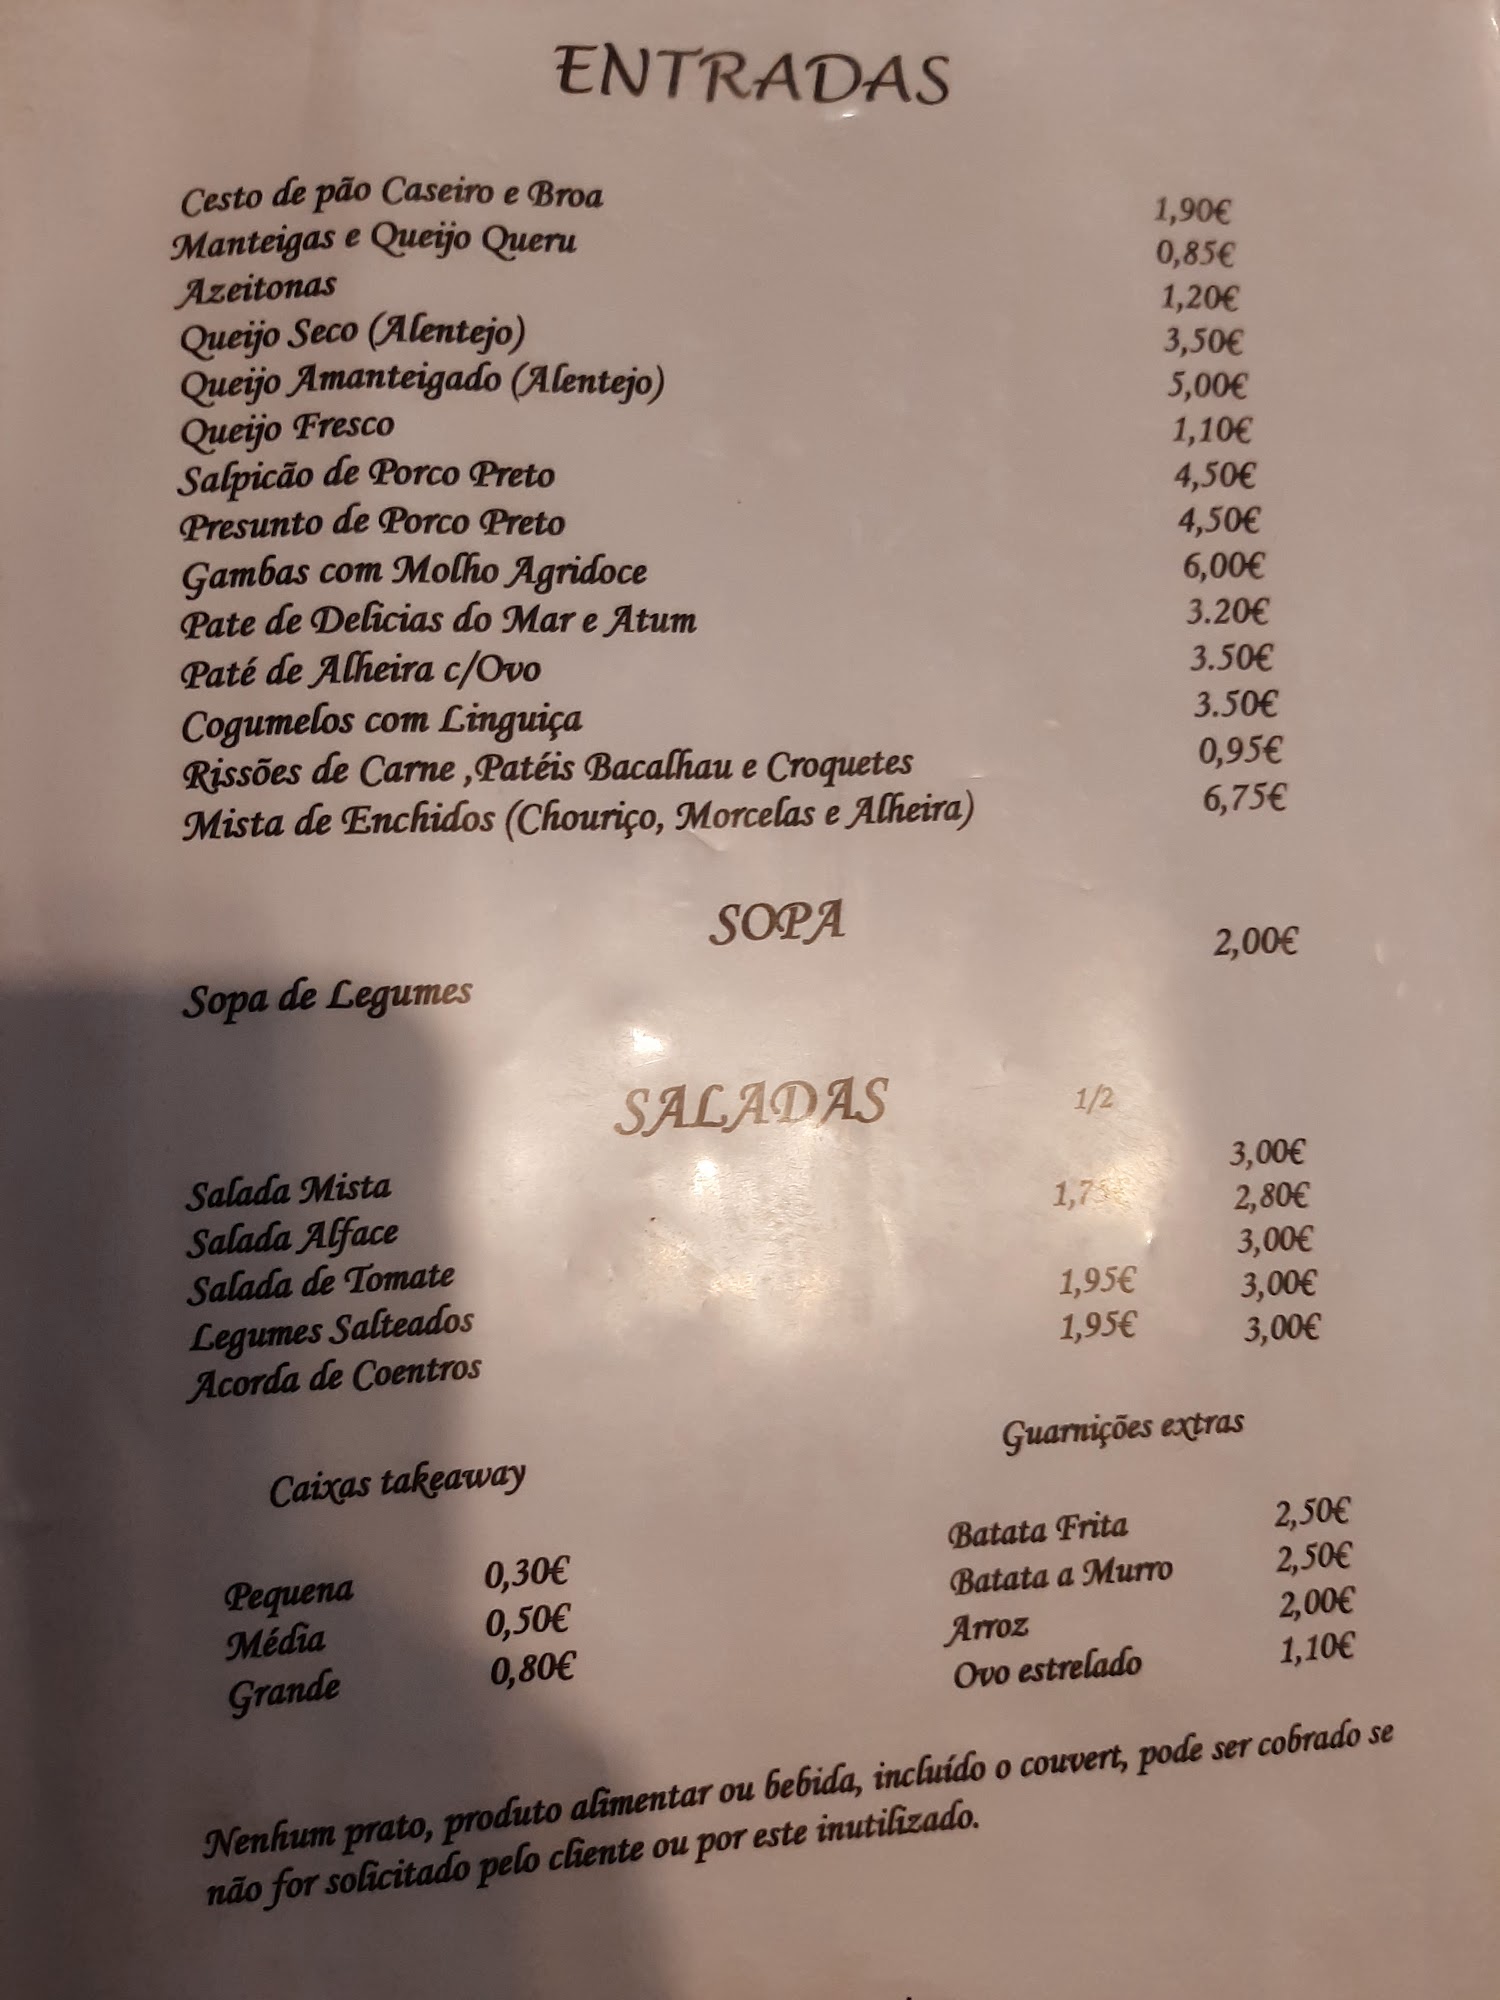 ENTRADAS
Cesto de pão Caseiro e Broa 1,90€
Manteigas e Queijo Queru 0,85€
Azeitonas 1,20€
Queijo Seco (Alentejo) 3,50€
Queijo Amanteigado (Alentejo) 5,00€
Queijo Fresco 1,10€
Salpicão de Porco Preto 4,50€
Presunto de Porco Preto 4,50€
Gambas com Molho Agridoce 6,00€
Pate de Delicias do Mar e Atum 3.20€
Paté de Alheira c/Ovo 3.50€
Cogumelos com Linguiça 3.50€
Rissões de Carne ,Patéis Bacalhau e Croquetes 0,95€
Mista de Enchidos (Chouriço, Morcelas e Alheira) 6,75€
SOPA
Sopa de Legumes 2,00€
SALADAS 1/2
Salada Mista 3,00€
Salada Alface 1,75€ 2,80€
Salada de Tomate 3,00€
Legumes Salteados 1,95€ 3,00€
Acorda de Coentros 1,95€ 3,00€
Caixas takeaway
Pequena 0,30€
Média 0,50€
Grande 0,80€
Guarnições extras
Batata Frita 2,50€
Batata a Murro 2,50€
Arroz 2,00€
Ovo estrelado 1,10€
Nenhum prato, produto alimentar ou bebida, incluído o couvert, pode ser cobrado se
não for solicitado pelo cliente ou por este inutilizado.